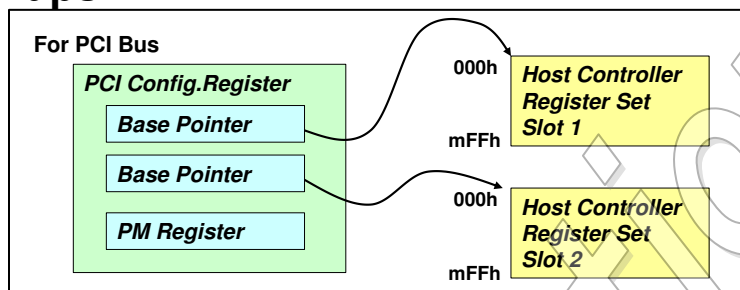 For PCI Bus
PCI Config.Register
Base Pointer
Base Pointer
PM Register
000h
mFFh
Host Controller
Register Set
Slot 1
000h
mFFh
Host Controller
Register Set
Slot 2